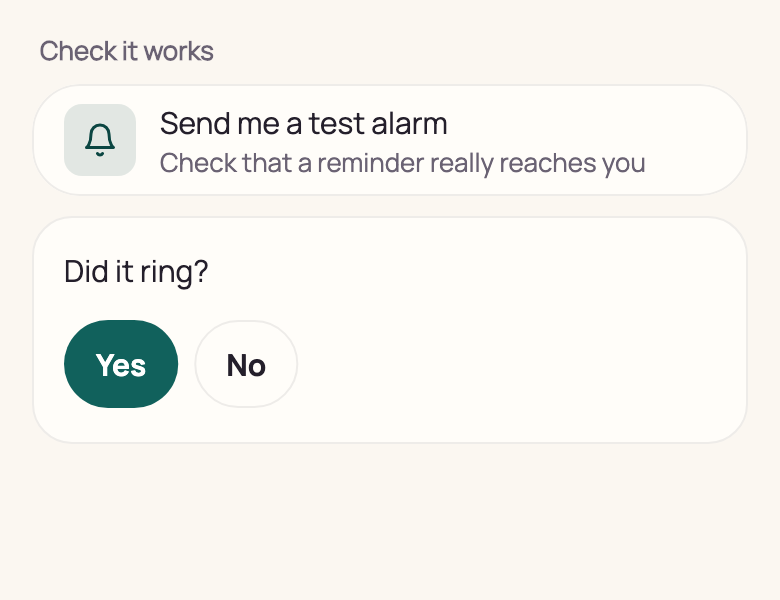 Check it works
Send me a test alarm
Check that a reminder really reaches you
Did it ring?
Yes
No